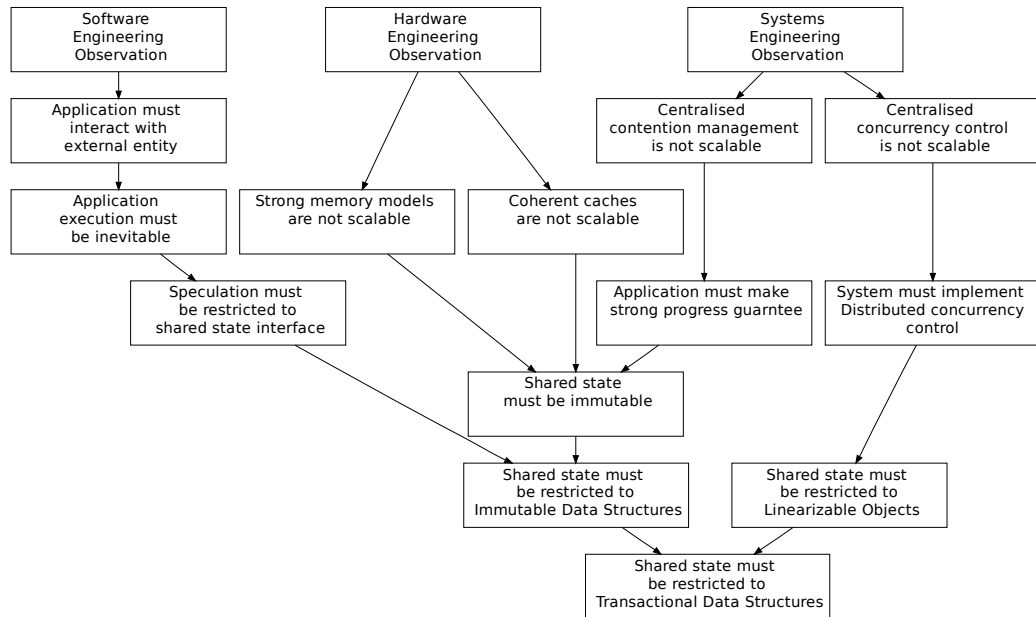 Software
Engineering
Observation
Hardware
Engineering
Observation
Systems
Engineering
Observation
Application must
interact with
external entity
Centralised
contention management
is not scalable
Centralised
concurrency control
is not scalable
Application
execution must
be inevitable
Strong memory models
are not scalable
Coherent caches
are not scalable
Speculation must
be restricted to
shared state interface
Application must make
strong progress guarntee
System must implement
Distributed concurrency
control
Shared state
must be immutable
Shared state must
be restricted to
Immutable Data Structures
Shared state must
be restricted to
Linearizable Objects
Shared state must
be restricted to
Transactional Data Structures